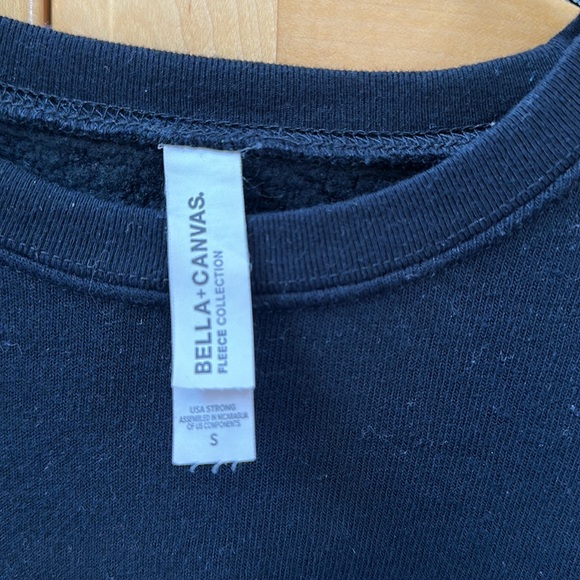 BELLA+CANVAS.
FLEECE COLLECTION
USA STRONG
ASSEMBLED IN NICARAGUA
OF US COMPONENTS
S